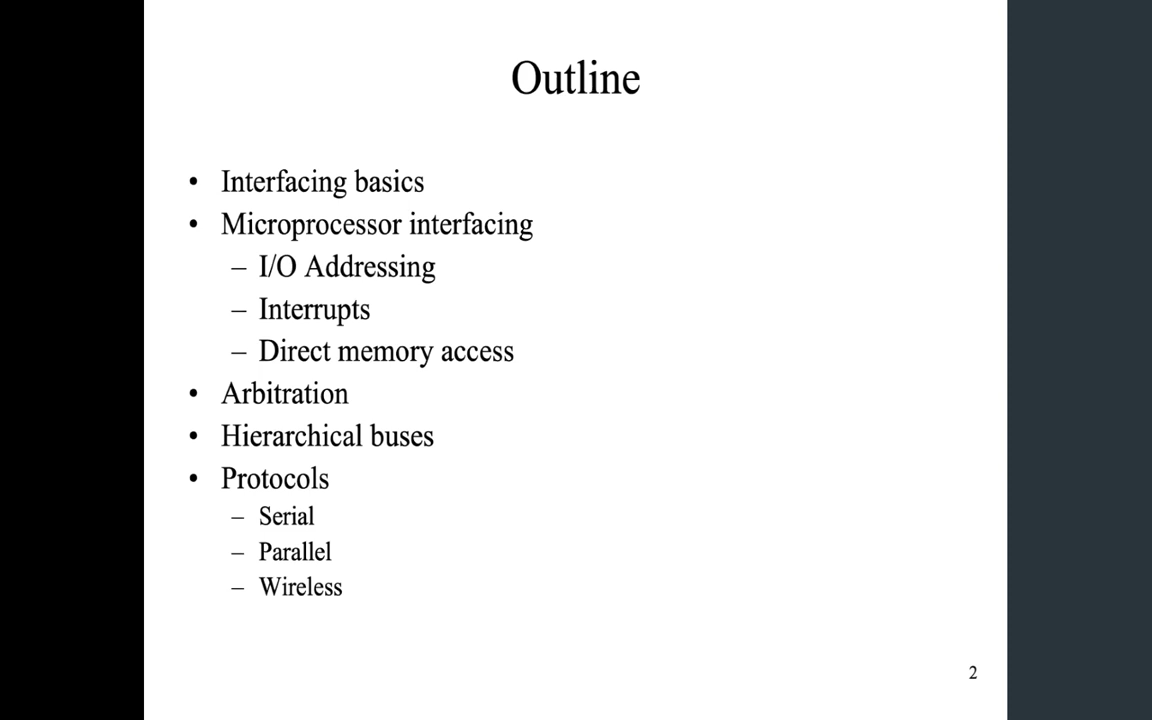 Outline
• Interfacing basics
• Microprocessor interfacing
– I/O Addressing
– Interrupts
– Direct memory access
• Arbitration
• Hierarchical buses
• Protocols
– Serial
– Parallel
– Wireless
2